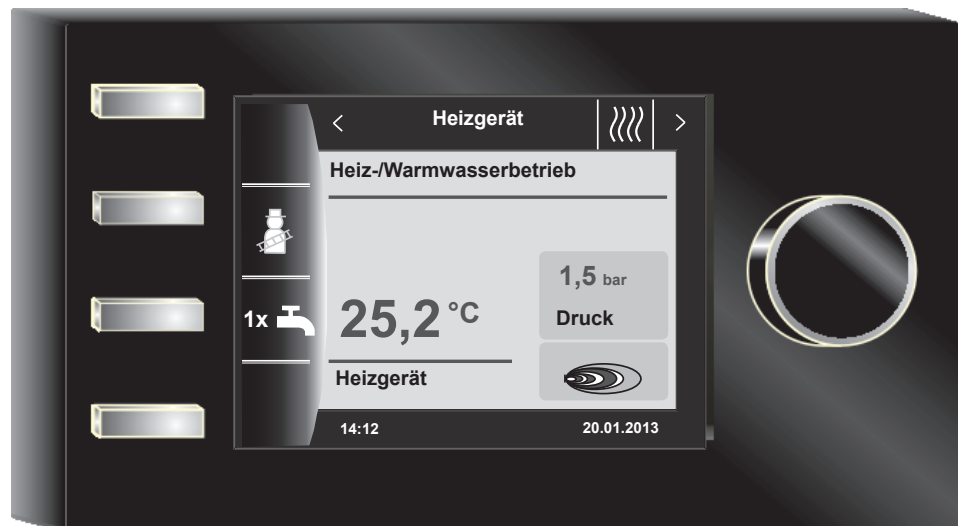 < Heizgerät >
Heiz-/Warmwasserbetrieb
1,5 bar
Druck
1x
25,2 °C
Heizgerät
14:12 20.01.2013